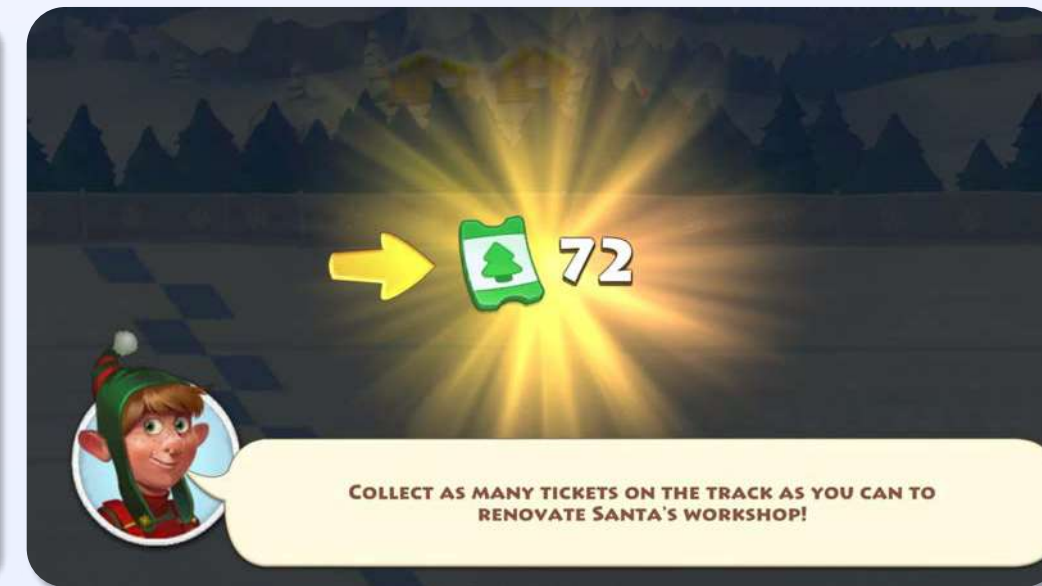 72
Collect as many tickets on the track as you can to
renovate Santa's workshop!